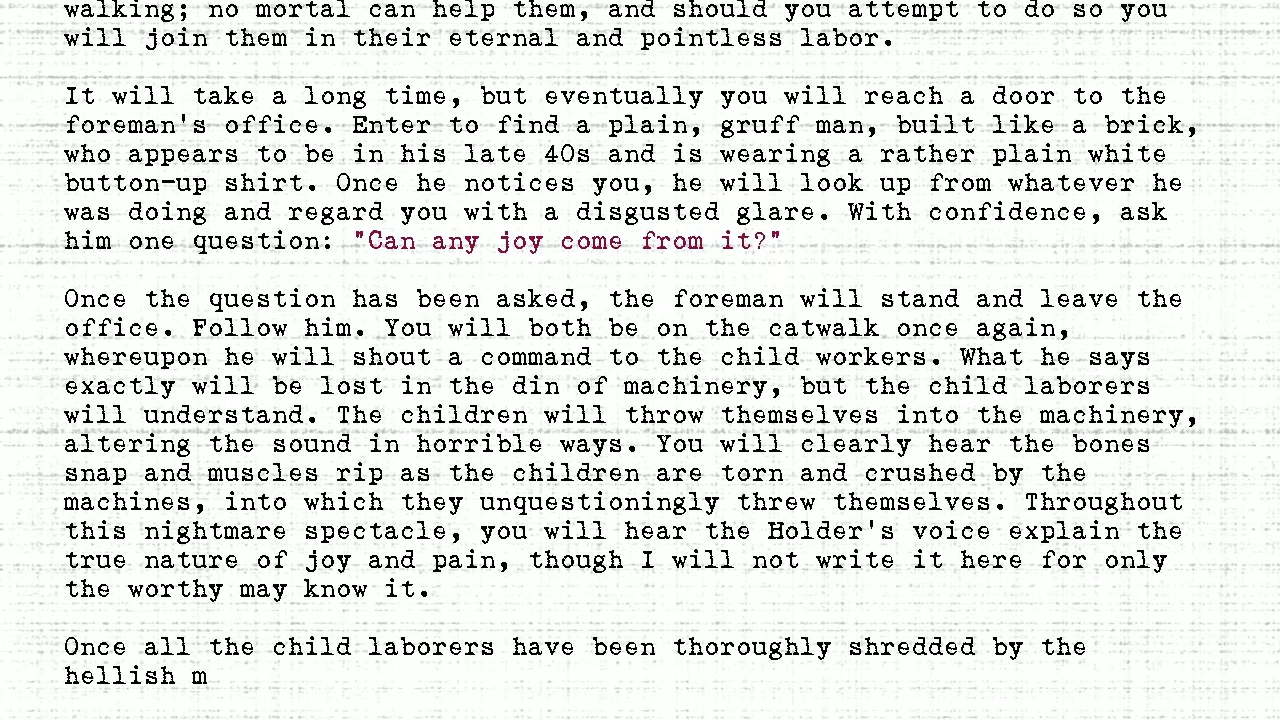 walking; no mortal can help them, and should you attempt to do so you
will join them in their eternal and pointless labor.
It will take a long time, but eventually you will reach a door to the
foreman's office. Enter to find a plain, gruff man, built like a brick,
who appears to be in his late 40s and is wearing a rather plain white
button-up shirt. Once he notices you, he will look up from whatever he
was doing and regard you with a disgusted glare. With confidence, ask
him one question: "Can any joy come from it?"
Once the question has been asked, the foreman will stand and leave the
office. Follow him. You will both be on the catwalk once again,
whereupon he will shout a command to the child workers. What he says
exactly will be lost in the din of machinery, but the child laborers
will understand. The children will throw themselves into the machinery,
altering the sound in horrible ways. You will clearly hear the bones
snap and muscles rip as the children are torn and crushed by the
machines, into which they unquestioningly threw themselves. Throughout
this nightmare spectacle, you will hear the Holder's voice explain the
true nature of joy and pain, though I will not write it here for only
the worthy may know it.
Once all the child laborers have been thoroughly shredded by the
hellish m